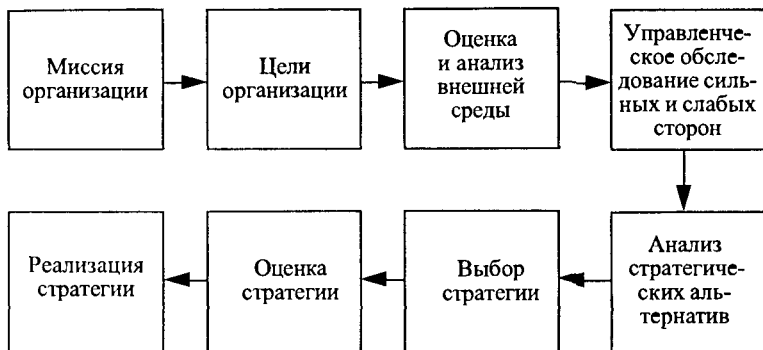 Миссия
организации
Цели
организации
Оценка
и анализ
внешней
среды
Управленче-
ское обсле-
дование силь-
ных и слабых
сторон
Реализация
стратегии
Оценка
стратегии
Выбор
стратегии
Анализ
стратегиче-
ских аль-
тернатив